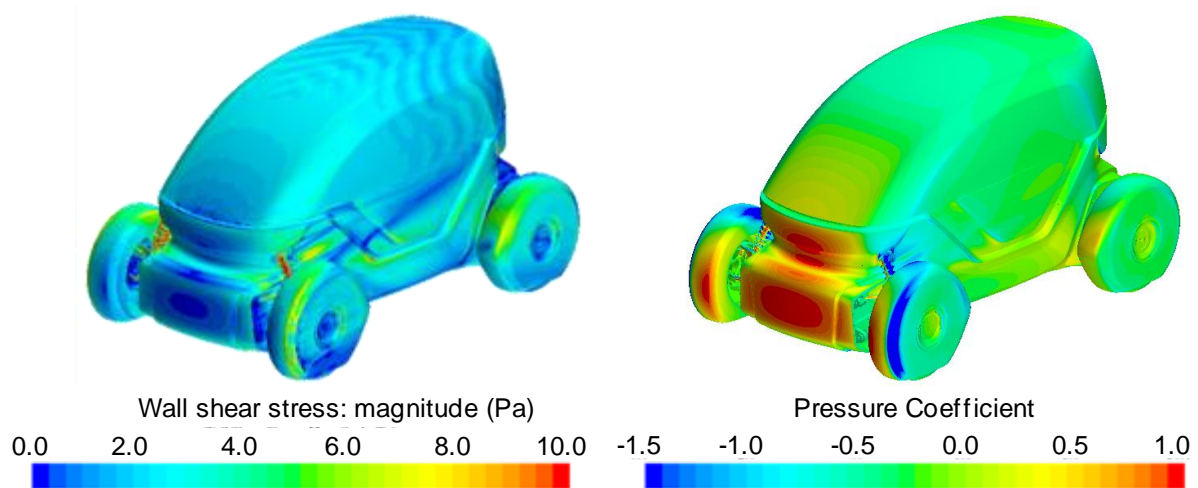 Wall shear stress: magnitude (Pa)
Pressure Coefficient
0.0 2.0 4.0 6.0 8.0 10.0
-1.5 -1.0 -0.5 0.0 0.5 1.0